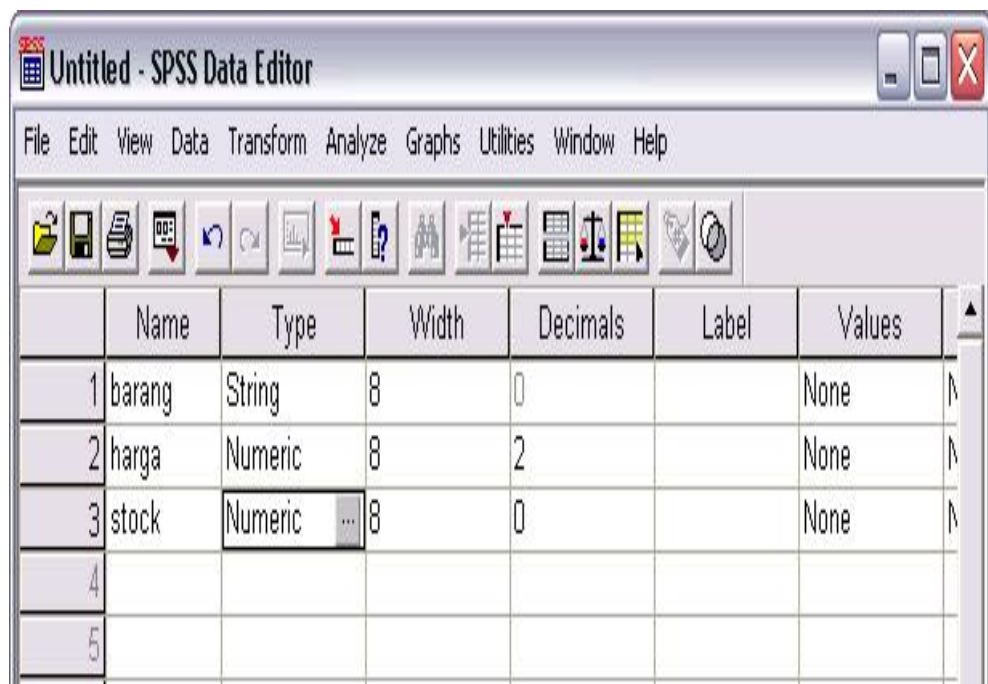 SPSS
Untitled - SPSS Data Editor
File Edit View Data Transform Analyze Graphs Utilities Window Help
Name Type Width Decimals Label Values
1 barang String 8 0 None N
2 harga Numeric 8 2 None N
3 stock Numeric ... 8 0 None N
4
5